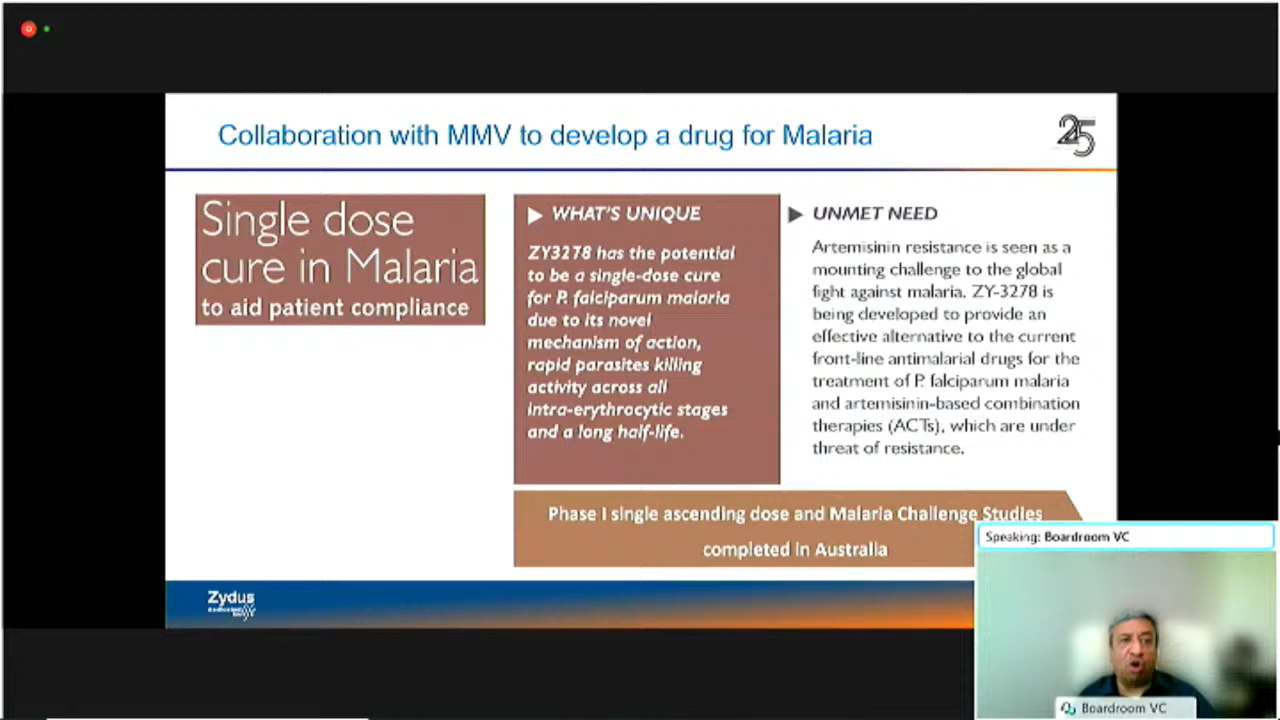 Collaboration with MMV to develop a drug for Malaria
25
Single dose
cure in Malaria
to aid patient compliance
WHAT'S UNIQUE
ZY3278 has the potential
to be a single-dose cure
for P. falciparum malaria
due to its novel
mechanism of action,
rapid parasites killing
activity across all
intra-erythrocytic stages
and a long half-life.
UNMET NEED
Artemisinin resistance is seen as a
mounting challenge to the global
fight against malaria. ZY-3278 is
being developed to provide an
effective alternative to the current
front-line antimalarial drugs for the
treatment of P. falciparum malaria
and artemisinin-based combination
therapies (ACTs), which are under
threat of resistance.
Phase I single ascending dose and Malaria Challenge Studies
completed in Australia
Zydus
Speaking: Boardroom VC
Boardroom VC